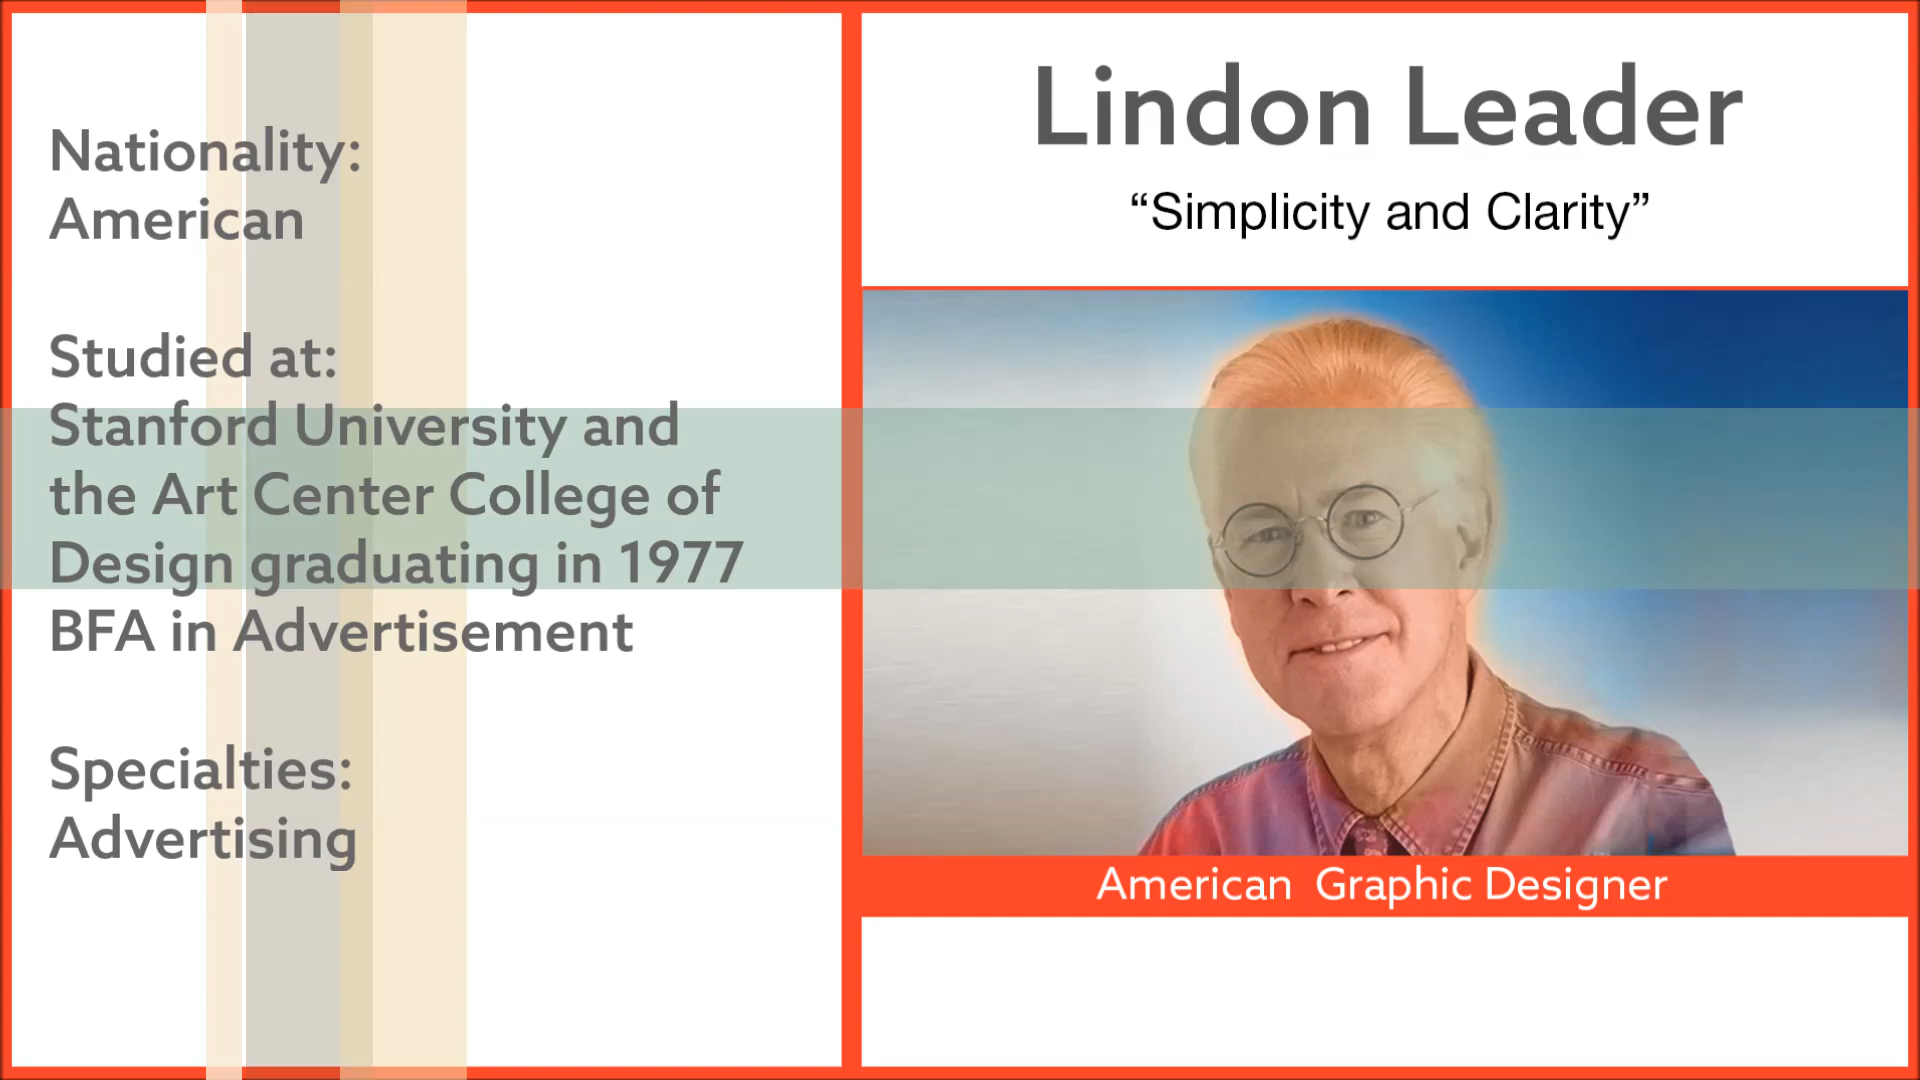 Nationality:
American
Studied at:
Stanford University and
the Art Center College of
Design graduating in 1977
BFA in Advertisement
Specialties:
Advertising
Lindon Leader
“Simplicity and Clarity”
American Graphic Designer